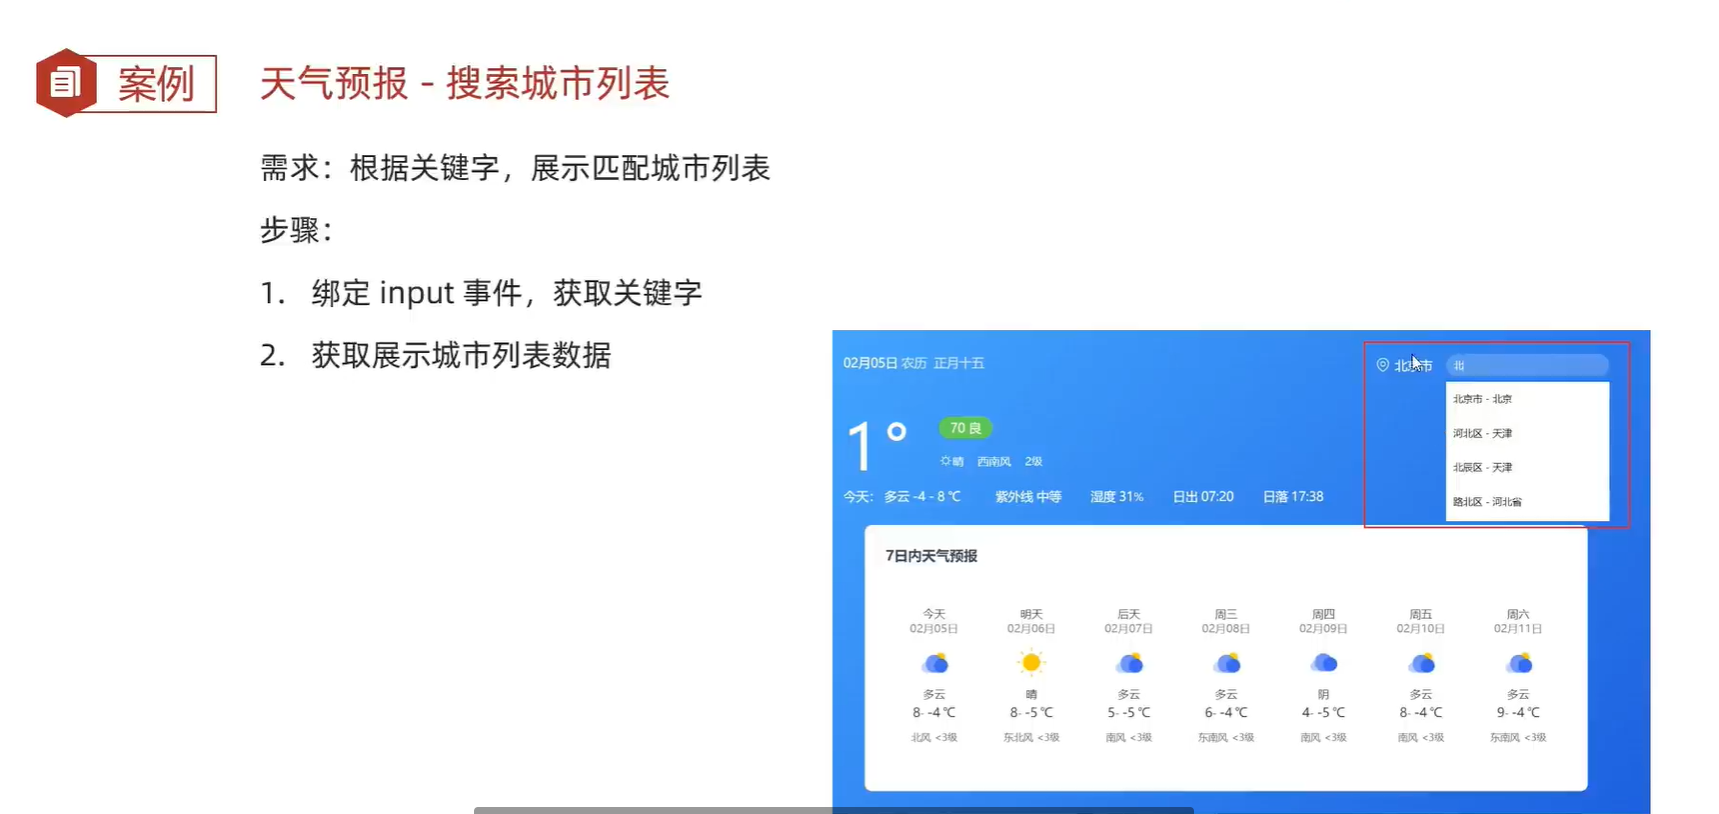 案例
天气预报 - 搜索城市列表
需求：根据关键字，展示匹配城市列表
步骤：
1. 绑定 input 事件，获取关键字
2. 获取展示城市列表数据
02月05日 农历 正月十五
北京市 北
北京市 - 北京
河北区 - 天津
北辰区 - 天津
路北区 - 河北省
1° 70 良
晴 西南风 2级
今天： 多云 -4 - 8 ℃ 紫外线 中等 湿度 31% 日出 07:20 日落 17:38
7日内天气预报
今天 明天 后天 周三 周四 周五 周六
02月05日 02月06日 02月07日 02月08日 02月09日 02月10日 02月11日
多云 晴 多云 多云 阴 多云 多云
8- -4 ℃ 8- -5 ℃ 5- -5 ℃ 6- -4 ℃ 4- -5 ℃ 8- -4 ℃ 9- -4 ℃
北风 <3级 东北风 <3级 南风 <3级 东南风 <3级 南风 <3级 南风 <3级 东南风 <3级